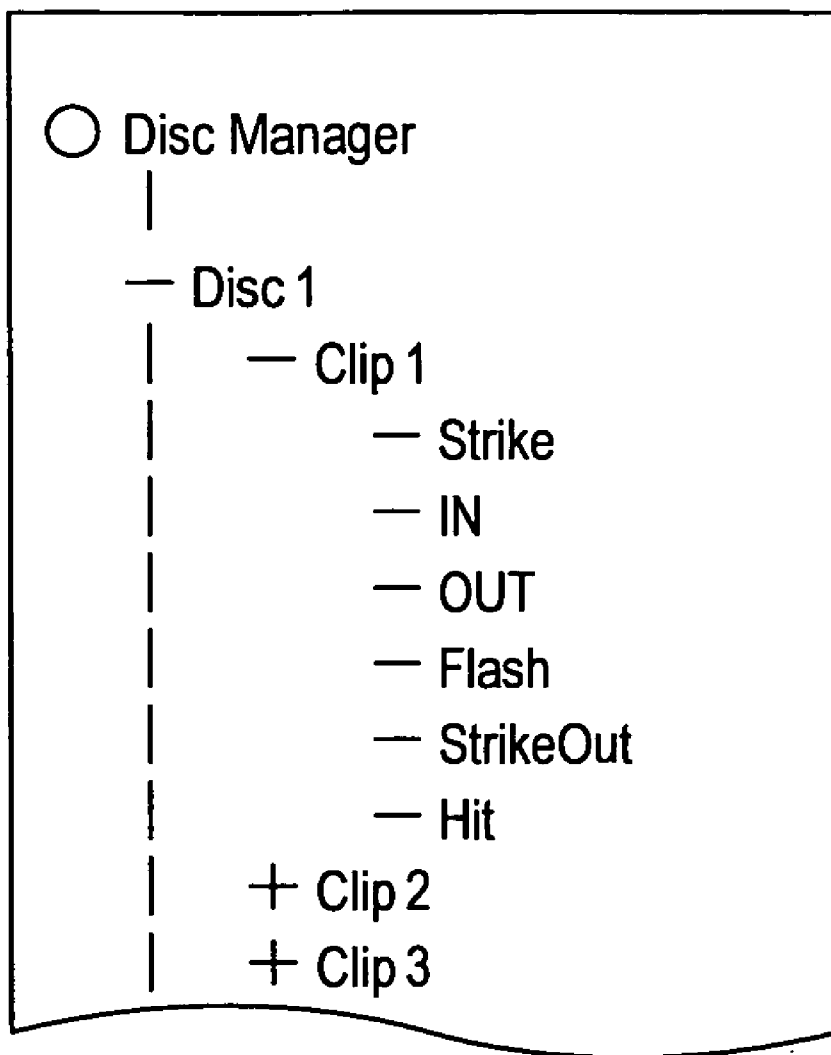 Disc Manager
— Disc 1
— Clip 1
— Strike
— IN
— OUT
— Flash
— StrikeOut
— Hit
+ Clip 2
+ Clip 3